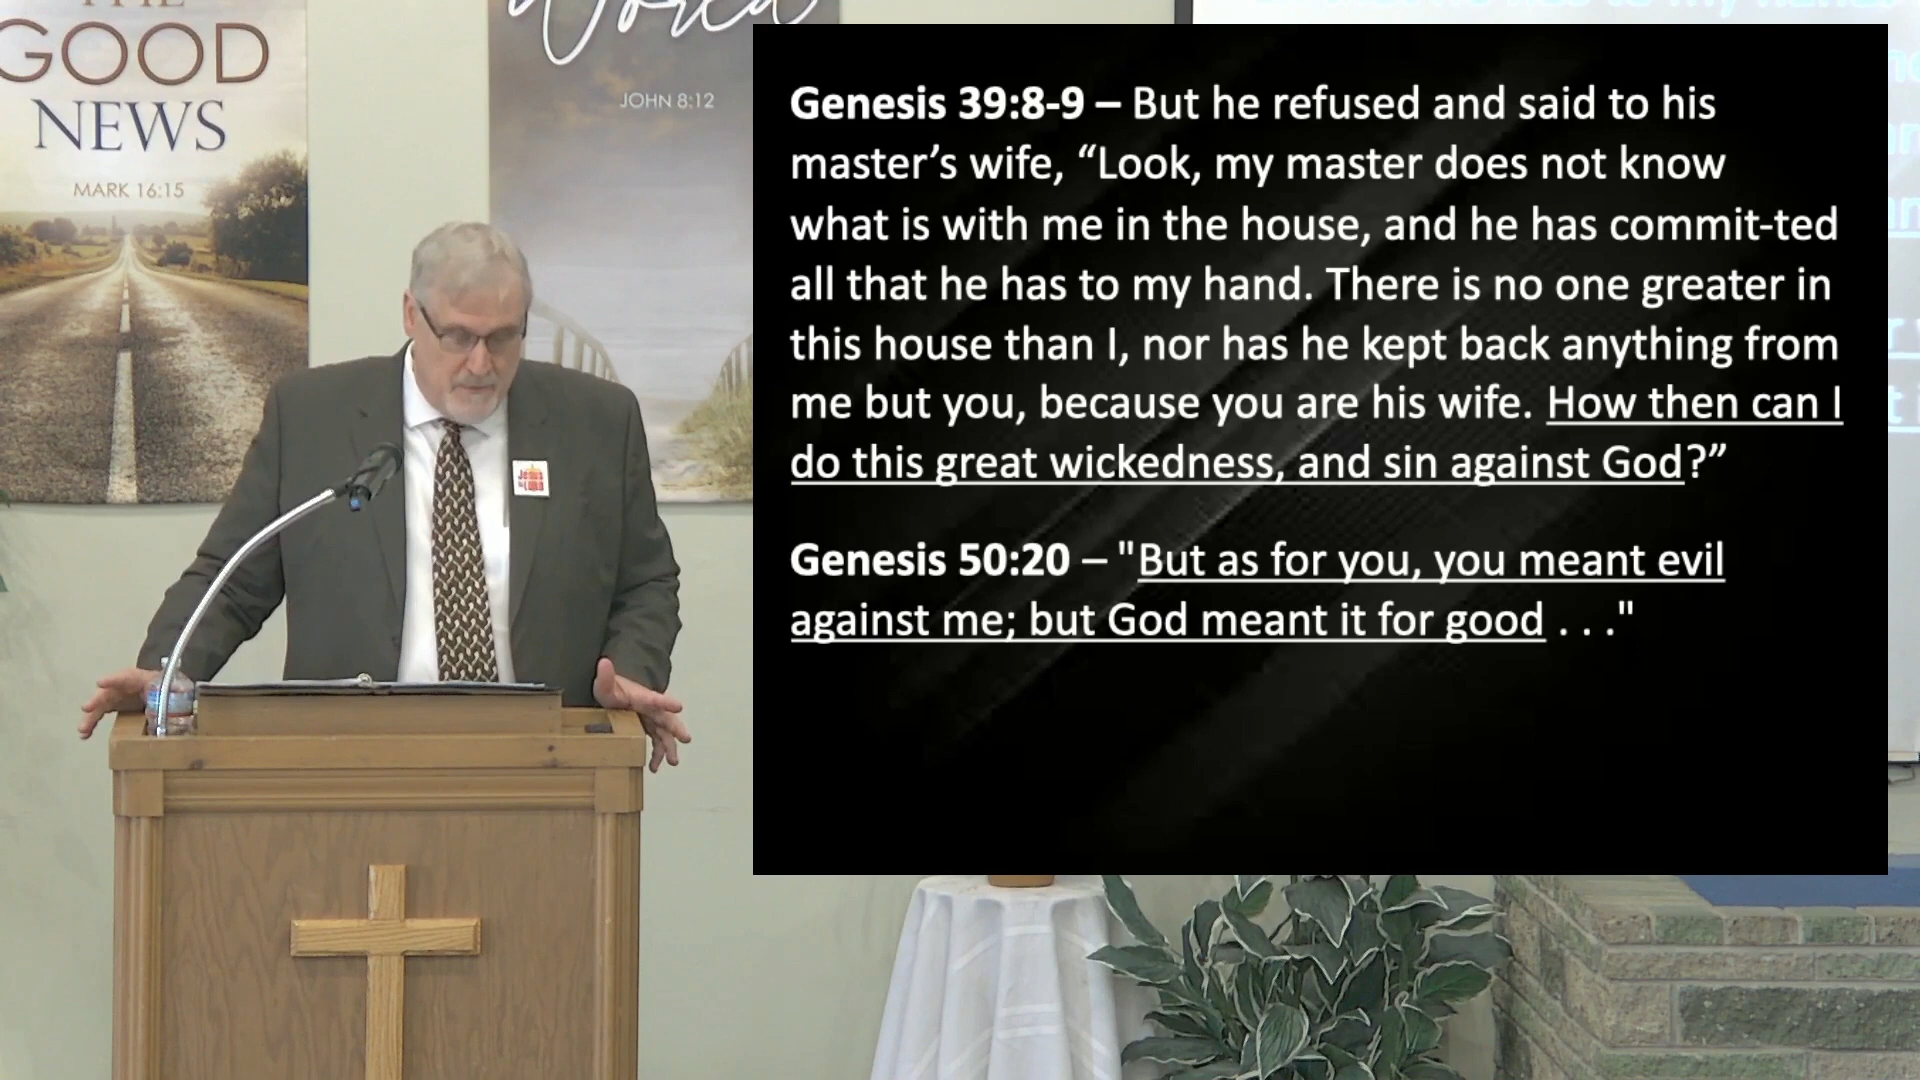 THE
GOOD
NEWS
MARK 16:15
World
JOHN 8:12
Jesus
is
Genesis 39:8-9 – But he refused and said to his
master’s wife, “Look, my master does not know
what is with me in the house, and he has commit-ted
all that he has to my hand. There is no one greater in
this house than I, nor has he kept back anything from
me but you, because you are his wife. How then can I
do this great wickedness, and sin against God?”
Genesis 50:20 – "But as for you, you meant evil
against me; but God meant it for good . . ."